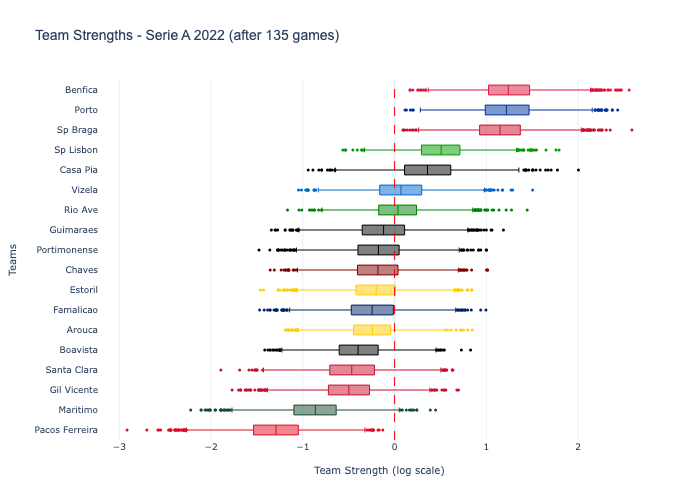 Team Strengths - Serie A 2022 (after 135 games)
Teams
Benfica
Porto
Sp Braga
Sp Lisbon
Casa Pia
Vizela
Rio Ave
Guimaraes
Portimonense
Chaves
Estoril
Famalicao
Arouca
Boavista
Santa Clara
Gil Vicente
Maritimo
Pacos Ferreira
−3 −2 −1 0 1 2
Team Strength (log scale)